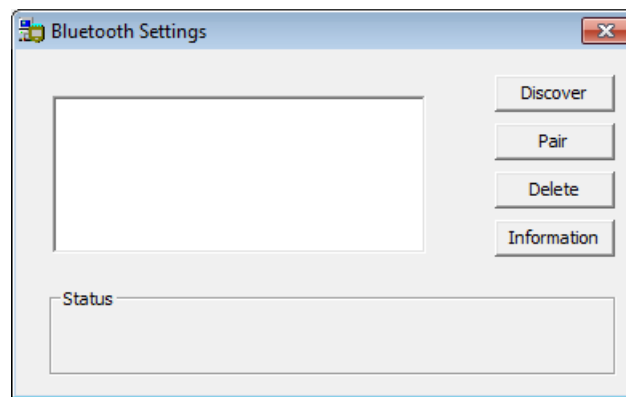 Bluetooth Settings
Discover
Pair
Delete
Information
Status